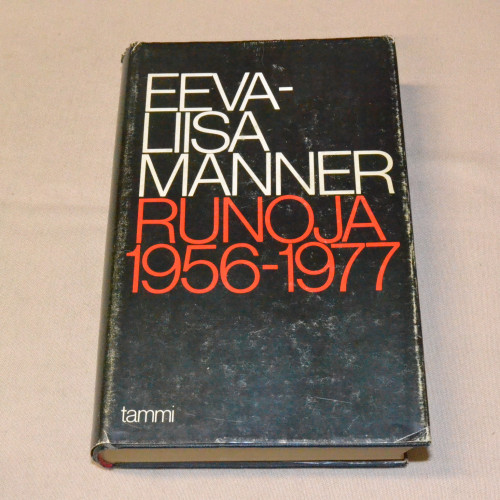 EEVA-
LIISA
MANNER
RUNOJA
1956-1977
tammi